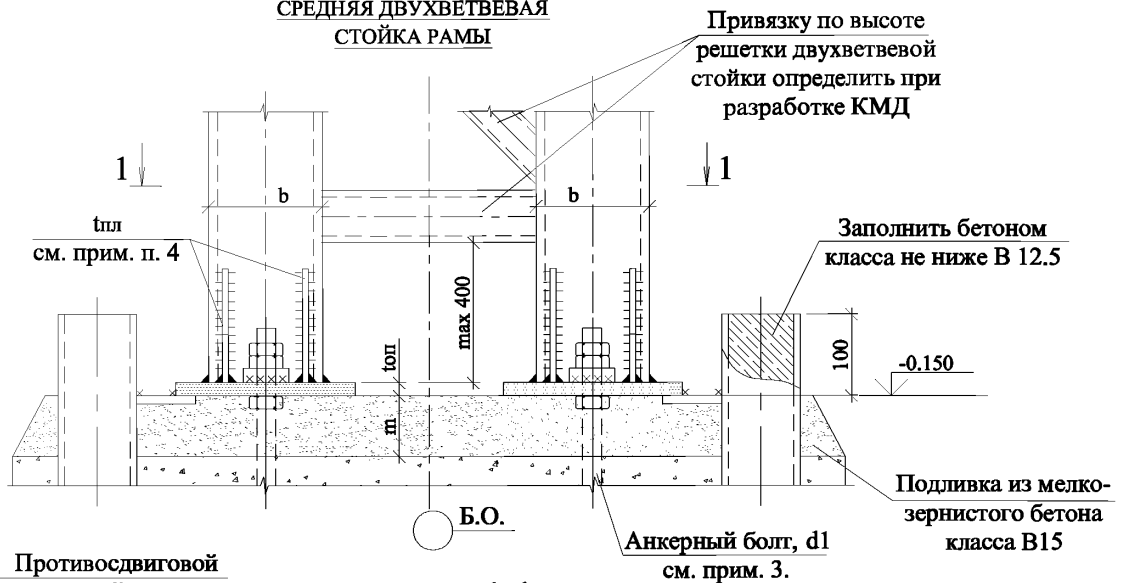 СРЕДНЯЯ ДВУХВЕТВЕВАЯ
СТОЙКА РАМЫ
Привязку по высоте
решетки двухветвевой
стойки определить при
разработке КМД
1
1
b
b
tпл
см. прим. п. 4
Заполнить бетоном
класса не ниже В 12.5
max 400
tоп
100
-0.150
m
Б.О.
Подливка из мелко-
зернистого бетона
класса В15
Анкерный болт, d1
см. прим. 3.
Противосдвиговой